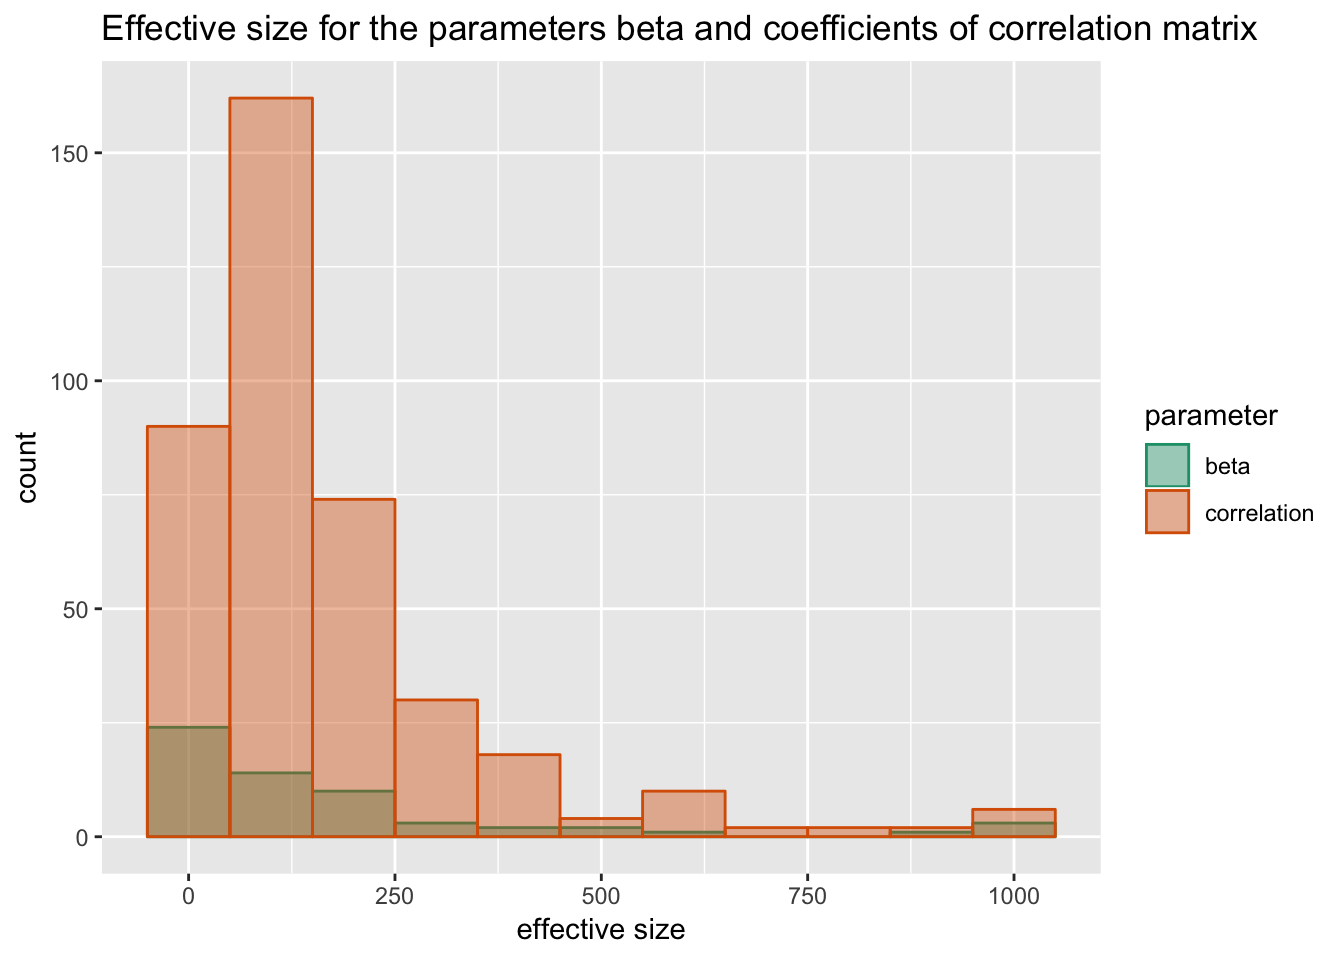 Effective size for the parameters beta and coefficients of correlation matrix
150
100
50
0
count
0 250 500 750 1000
effective size
parameter
beta
correlation